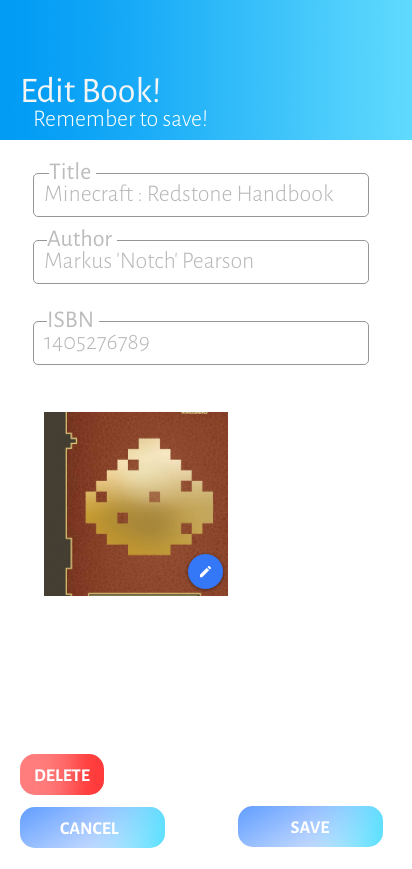 Edit Book!
Remember to save!
Title
Minecraft : Redstone Handbook
Author
Markus 'Notch' Pearson
ISBN
1405276789
DELETE
CANCEL
SAVE